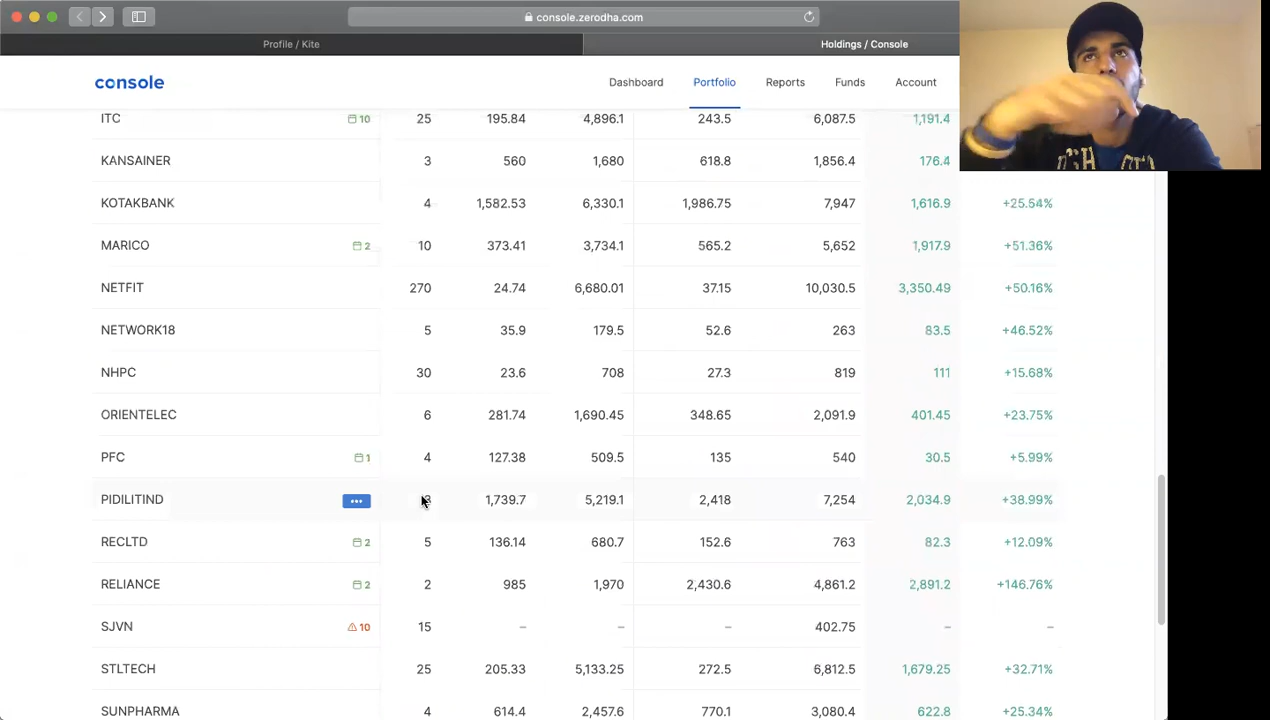 console.zerodha.com
Profile / Kite Holdings / Console
console Dashboard Portfolio Reports Funds Account
ITC 10 25 195.84 4,896.1 243.5 6,087.5 1,191.4
KANSAINER 3 560 1,680 618.8 1,856.4 176.4
KOTAKBANK 4 1,582.53 6,330.1 1,986.75 7,947 1,616.9 +25.54%
MARICO 2 10 373.41 3,734.1 565.2 5,652 1,917.9 +51.36%
NETFIT 270 24.74 6,680.01 37.15 10,030.5 3,350.49 +50.16%
NETWORK18 5 35.9 179.5 52.6 263 83.5 +46.52%
NHPC 30 23.6 708 27.3 819 111 +15.68%
ORIENTELEC 6 281.74 1,690.45 348.65 2,091.9 401.45 +23.75%
PFC 1 4 127.38 509.5 135 540 30.5 +5.99%
PIDILITIND ••• 1,739.7 5,219.1 2,418 7,254 2,034.9 +38.99%
RECLTD 2 5 136.14 680.7 152.6 763 82.3 +12.09%
RELIANCE 2 2 985 1,970 2,430.6 4,861.2 2,891.2 +146.76%
SJVN 10 15 – – – 402.75 – –
STLTECH 25 205.33 5,133.25 272.5 6,812.5 1,679.25 +32.71%
SUNPHARMA 4 614.4 2,457.6 770.1 3,080.4 622.8 +25.34%